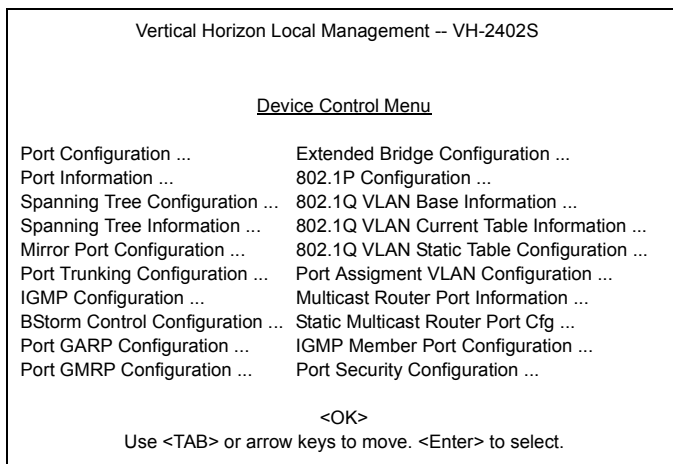 Vertical Horizon Local Management -- VH-2402S
Device Control Menu
Port Configuration ... Extended Bridge Configuration ...
Port Information ... 802.1P Configuration ...
Spanning Tree Configuration ... 802.1Q VLAN Base Information ...
Spanning Tree Information ... 802.1Q VLAN Current Table Information ...
Mirror Port Configuration ... 802.1Q VLAN Static Table Configuration ...
Port Trunking Configuration ... Port Assigment VLAN Configuration ...
IGMP Configuration ... Multicast Router Port Information ...
BStorm Control Configuration ... Static Multicast Router Port Cfg ...
Port GARP Configuration ... IGMP Member Port Configuration ...
Port GMRP Configuration ... Port Security Configuration ...
<OK>
Use <TAB> or arrow keys to move. <Enter> to select.